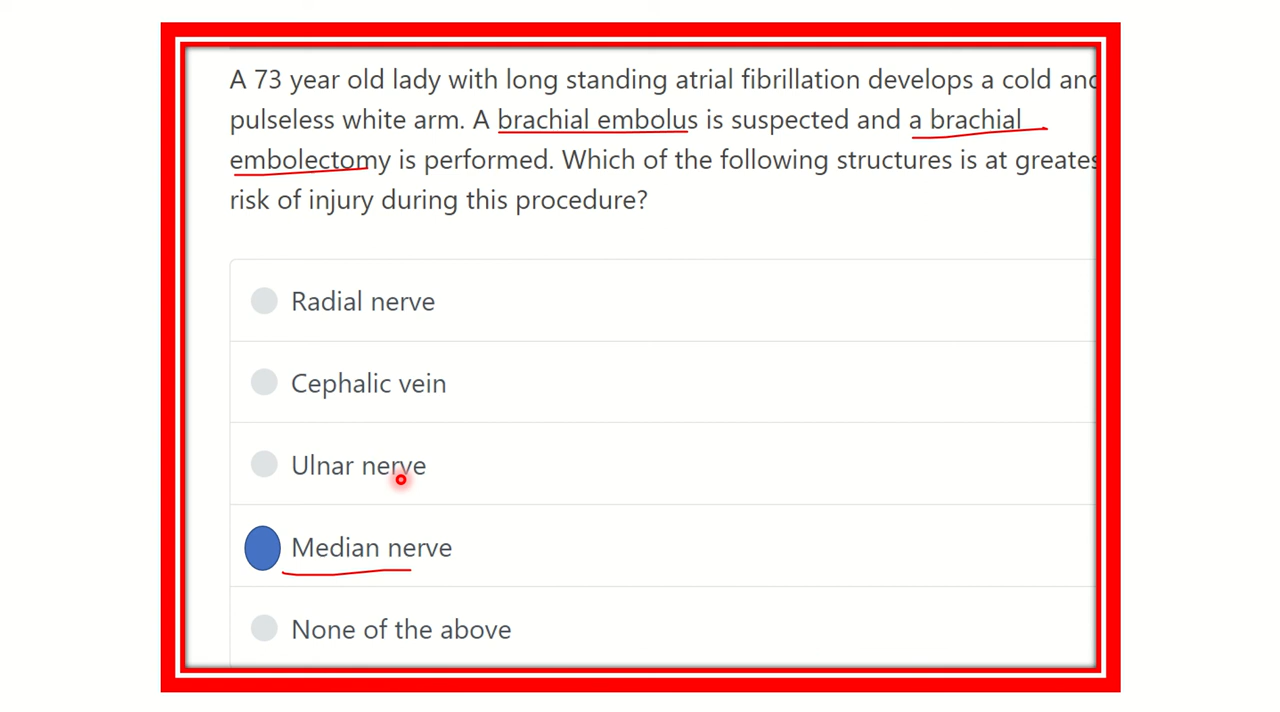 A 73 year old lady with long standing atrial fibrillation develops a cold and
pulseless white arm. A brachial embolus is suspected and a brachial
embolectomy is performed. Which of the following structures is at greates
risk of injury during this procedure?
Radial nerve
Cephalic vein
Ulnar nerve
Median nerve
None of the above